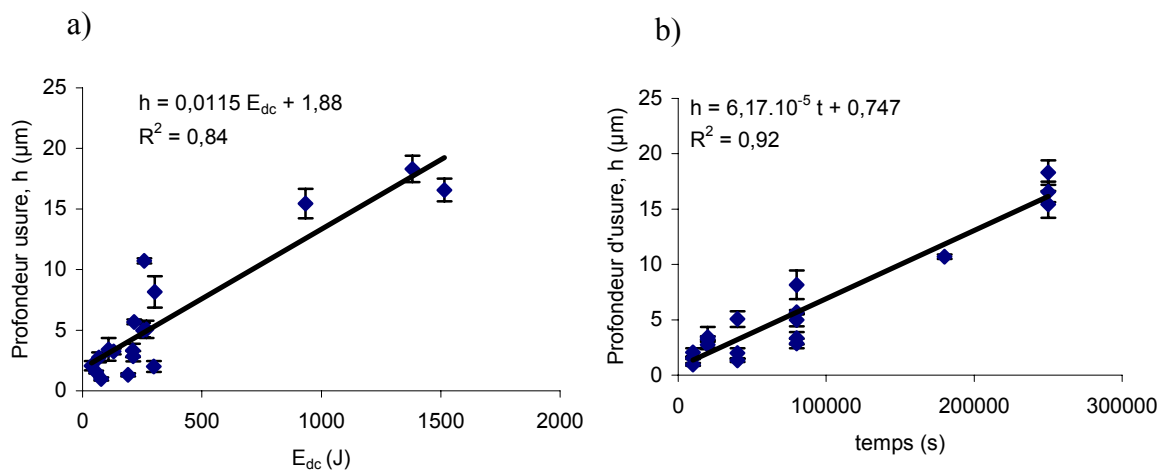 a)
Profondeur usure, h (µm)
25
20
15
10
5
0
h = 0,0115 E_dc + 1,88
R² = 0,84
0 500 1000 1500 2000
E_dc (J)
b)
Profondeur d'usure, h (µm)
25
20
15
10
5
0
h = 6,17.10⁻⁵ t + 0,747
R² = 0,92
0 100000 200000 300000
temps (s)